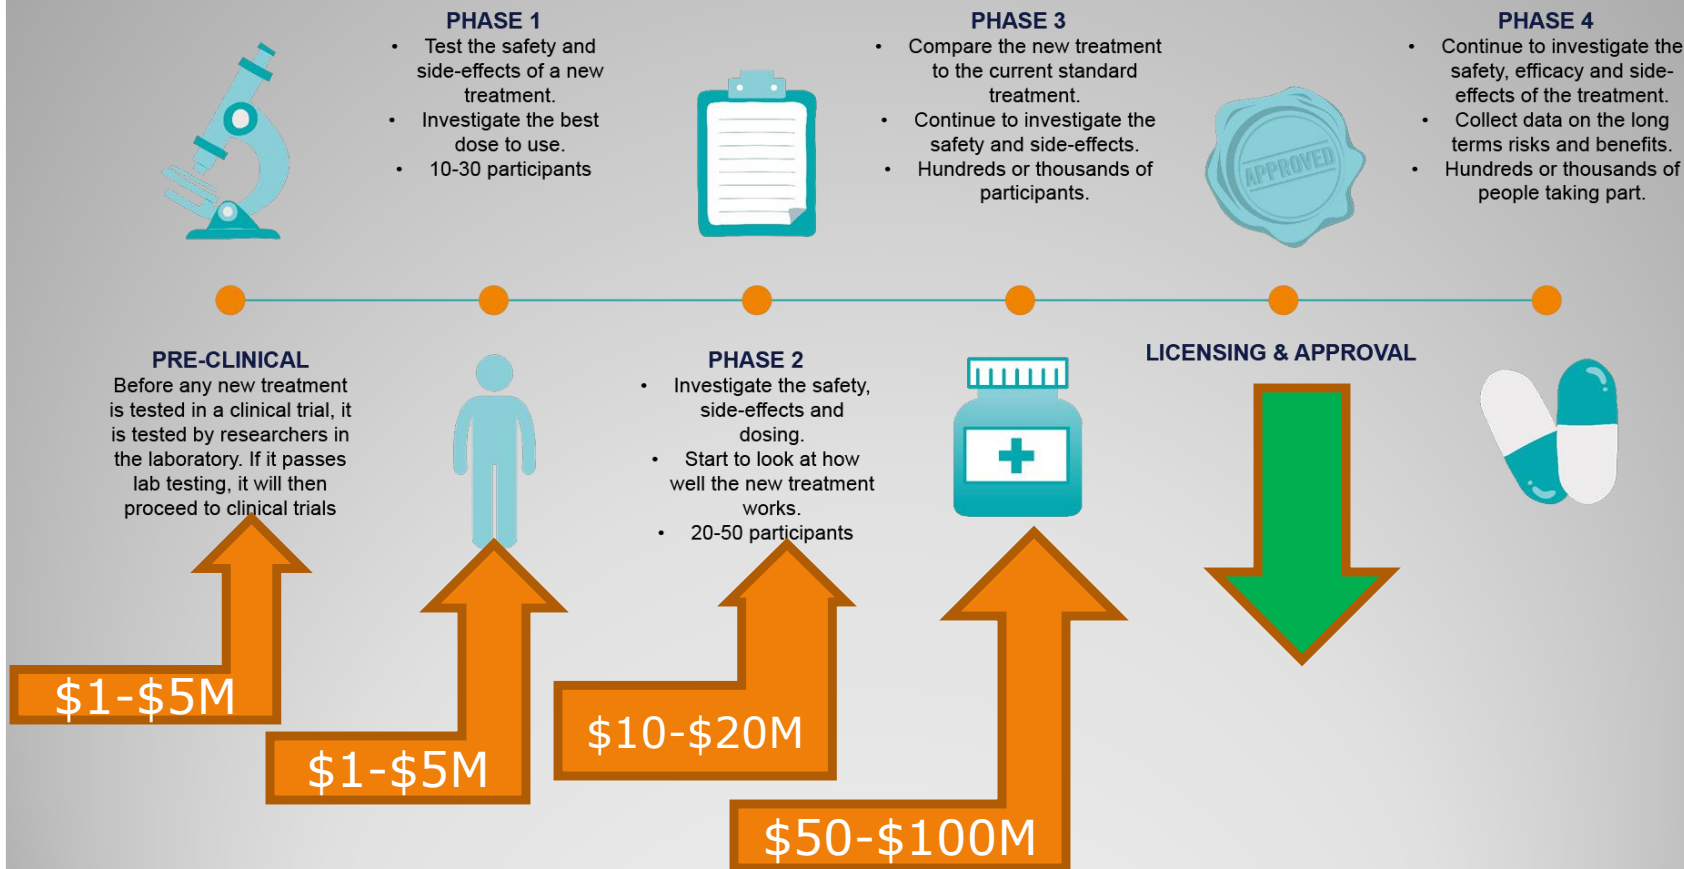 PHASE 1
• Test the safety and
side-effects of a new
treatment.
• Investigate the best
dose to use.
• 10-30 participants
PHASE 3
• Compare the new treatment
to the current standard
treatment.
• Continue to investigate the
safety and side-effects.
• Hundreds or thousands of
participants.
APPROVED
PHASE 4
• Continue to investigate the
safety, efficacy and side-
effects of the treatment.
• Collect data on the long
terms risks and benefits.
• Hundreds or thousands of
people taking part.
PRE-CLINICAL
Before any new treatment
is tested in a clinical trial, it
is tested by researchers in
the laboratory. If it passes
lab testing, it will then
proceed to clinical trials
PHASE 2
• Investigate the safety,
side-effects and
dosing.
• Start to look at how
well the new treatment
works.
• 20-50 participants
LICENSING & APPROVAL
$1-$5M
$1-$5M
$10-$20M
$50-$100M